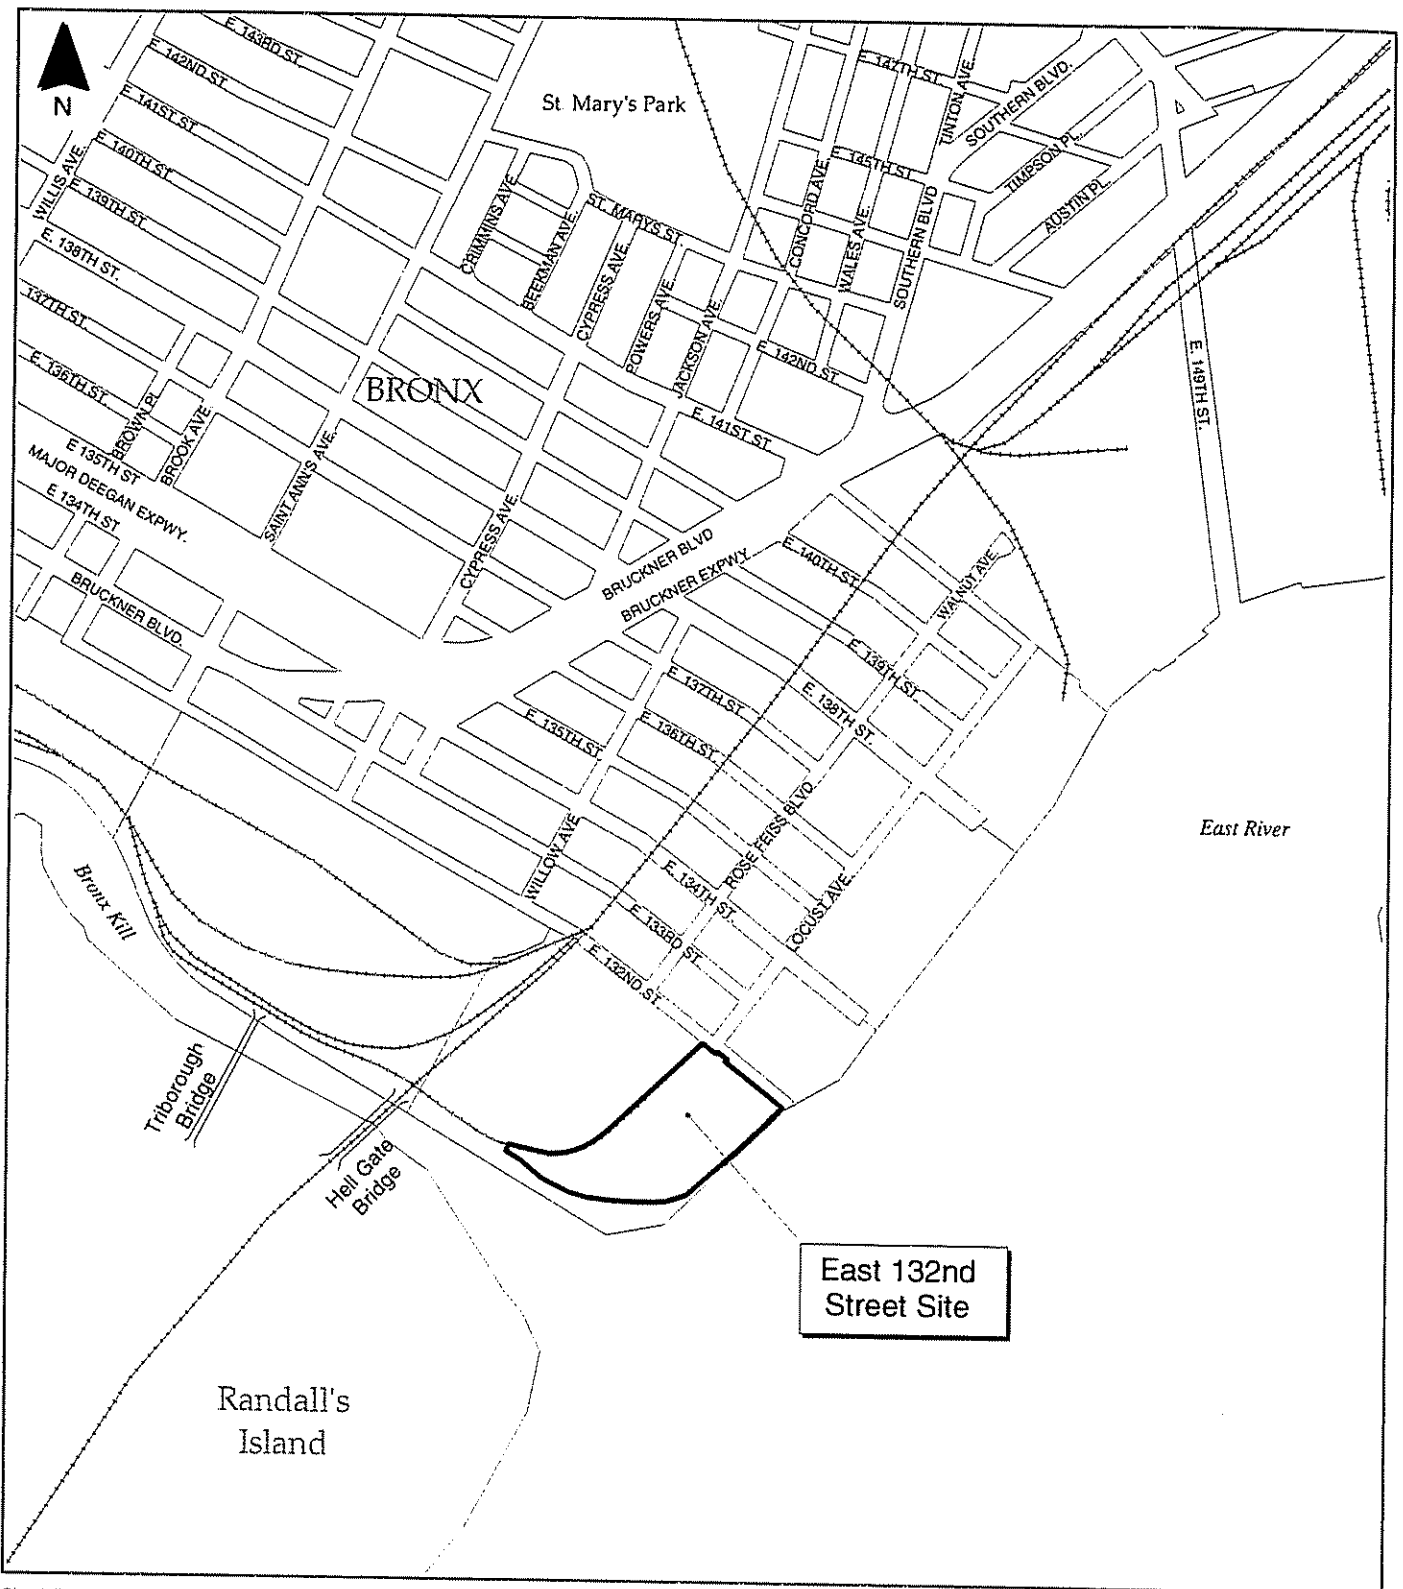 N
St. Mary's Park
E. 143RD ST.
E. 142ND ST.
E. 141ST ST.
E. 140TH ST.
E. 139TH ST.
E. 138TH ST.
137TH ST.
E. 136TH ST.
E 135TH ST
MAJOR DEEGAN EXPWY.
E 134TH ST
BRUCKNER BLVD.
WILLIS AVE.
BROWN PL
BROOK AVE.
SAINT ANN'S AVE.
BRONX
CRIMMINS AVE.
BEEKMAN AVE.
CYPRESS AVE.
POWERS AVE.
JACKSON AVE.
ST. MARY'S ST.
CONCORD AVE.
WALES AVE.
SOUTHERN BLVD
E. 147TH ST.
E. 145TH ST.
SOUTHERN BLVD.
TIMPSON PL.
AUSTIN PL.
E. 142ND ST
E. 141ST ST
E. 149TH ST.
CYPRESS AVE.
BRUCKNER BLVD
BRUCKNER EXPWY.
E. 140TH ST.
WALNUT AVE.
E. 139TH ST.
E. 138TH ST.
E. 137TH ST.
E. 136TH ST.
E. 135TH ST.
WILLOW AVE.
ROSE FEISS BLVD.
LOCUST AVE.
E. 134TH ST.
E. 133RD ST.
E. 132ND ST.
East River
Bronx Kill
Triborough
Bridge
Hell Gate
Bridge
East 132nd
Street Site
Randall's
Island